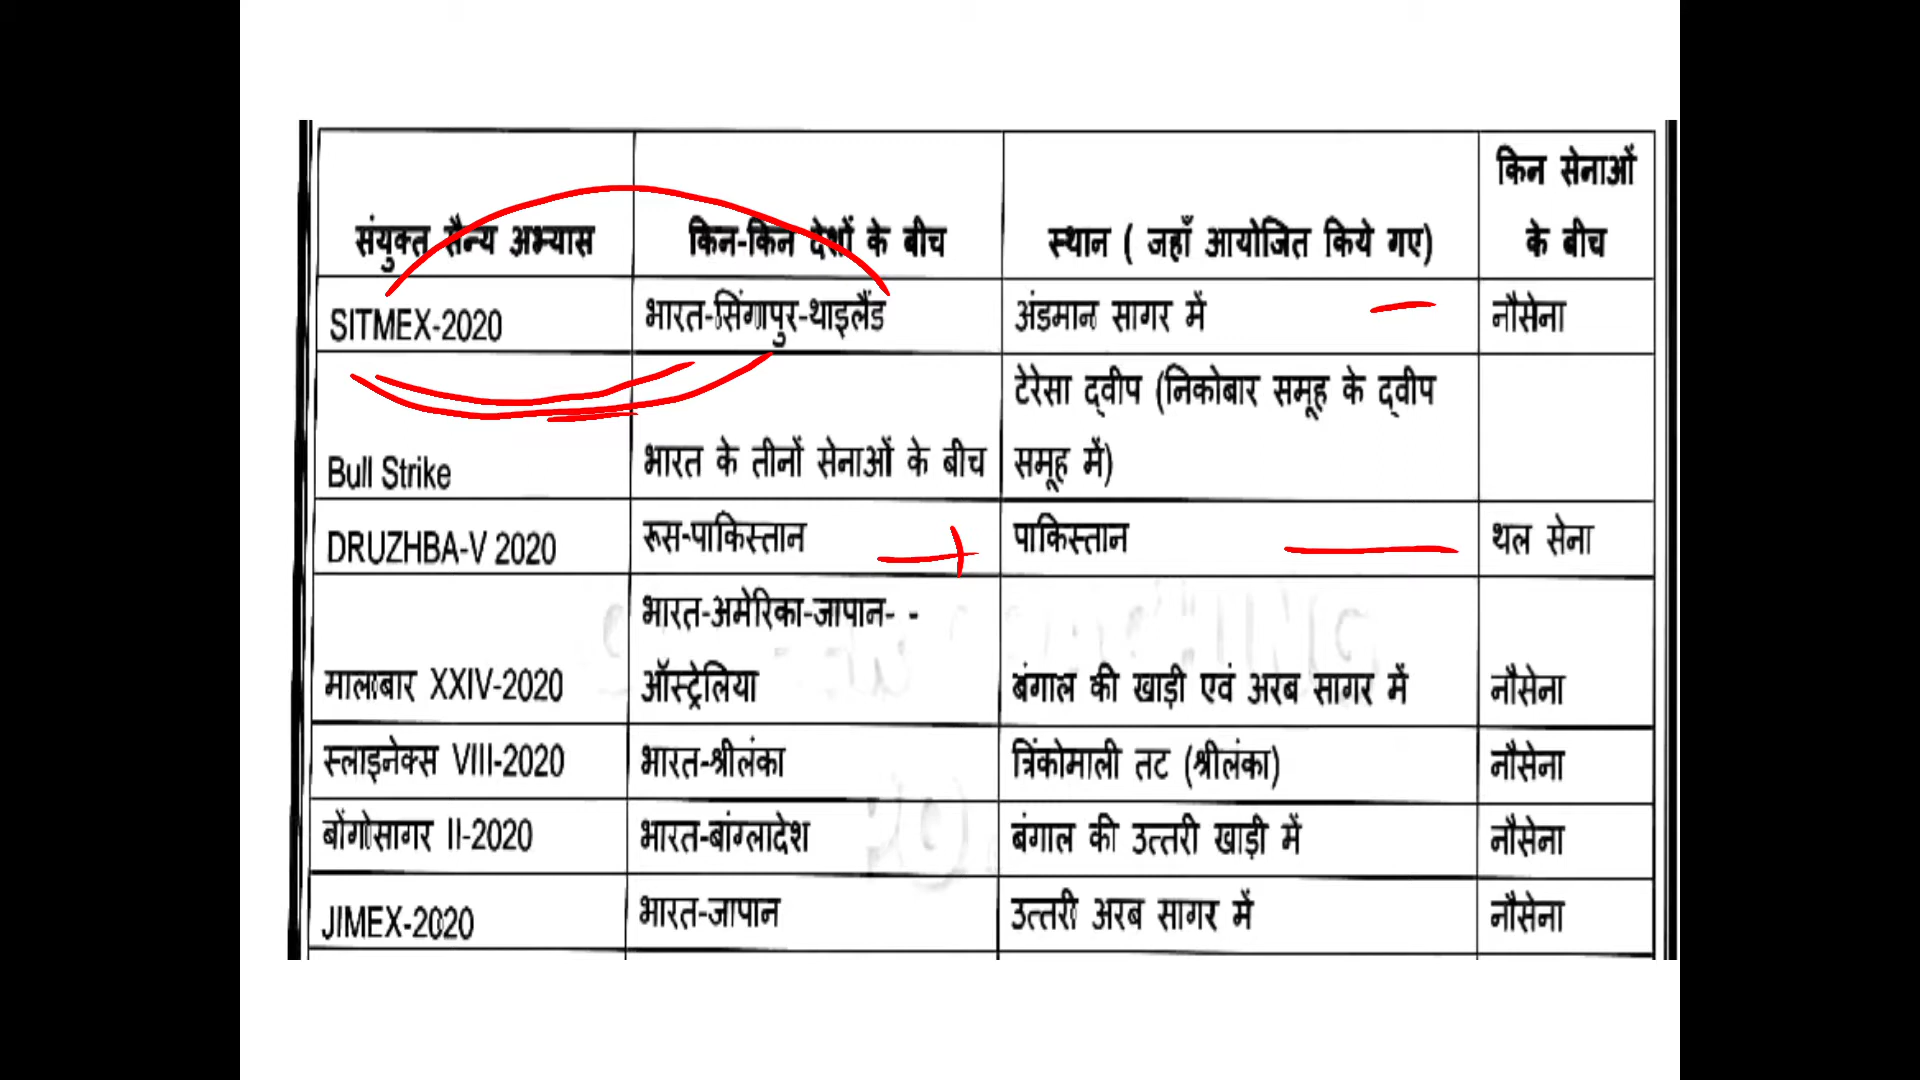 संयुक्त सैन्य अभ्यास किन-किन देशों के बीच स्थान ( जहाँ आयोजित किये गए) किन सेनाओं के बीच
SITMEX-2020 भारत-सिंगापुर-थाइलैंड अंडमान सागर में नौसेना
Bull Strike भारत के तीनों सेनाओं के बीच टेरेसा द्वीप (निकोबार समूह के द्वीप समूह में)
DRUZHBA-V 2020 रूस-पाकिस्तान पाकिस्तान थल सेना
मालाबार XXIV-2020 भारत-अमेरिका-जापान- - ऑस्ट्रेलिया बंगाल की खाड़ी एवं अरब सागर में नौसेना
स्लाइनेक्स VIII-2020 भारत-श्रीलंका त्रिंकोमाली तट (श्रीलंका) नौसेना
बोंगोसागर II-2020 भारत-बांग्लादेश बंगाल की उत्तरी खाड़ी में नौसेना
JIMEX-2020 भारत-जापान उत्तरी अरब सागर में नौसेना